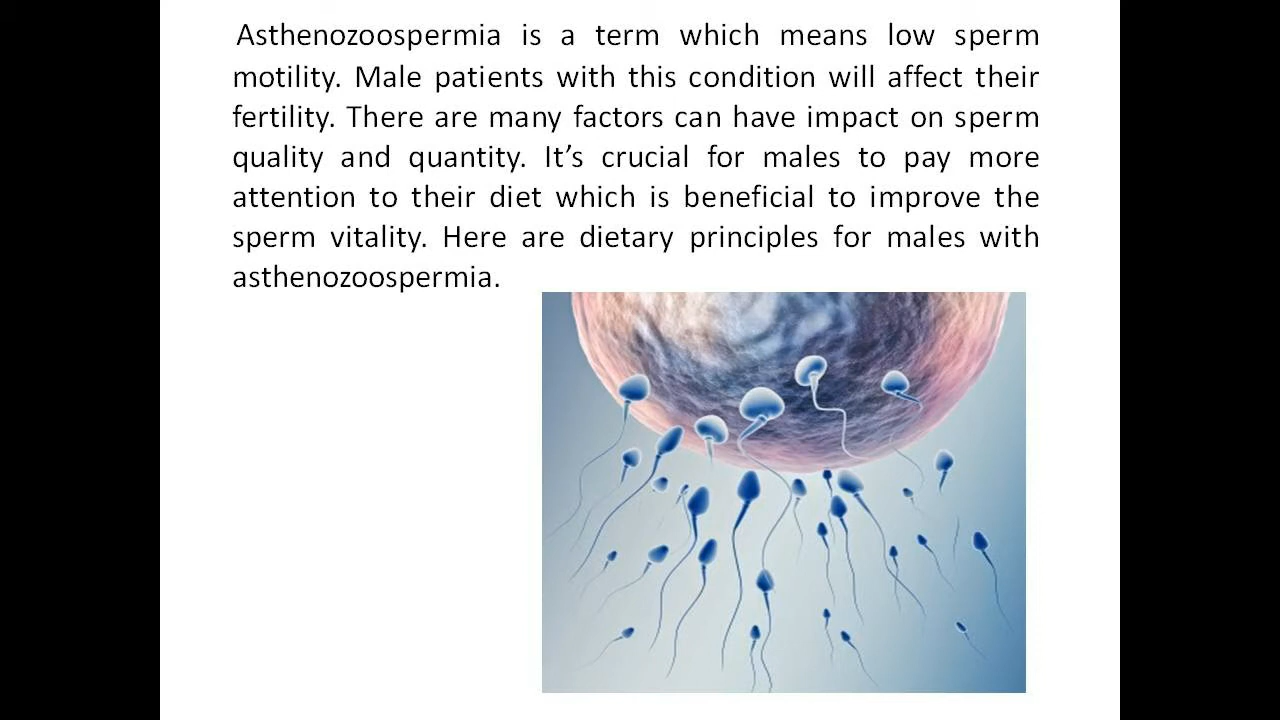 Asthenozoospermia is a term which means low sperm
motility. Male patients with this condition will affect their
fertility. There are many factors can have impact on sperm
quality and quantity. It’s crucial for males to pay more
attention to their diet which is beneficial to improve the
sperm vitality. Here are dietary principles for males with
asthenozoospermia.